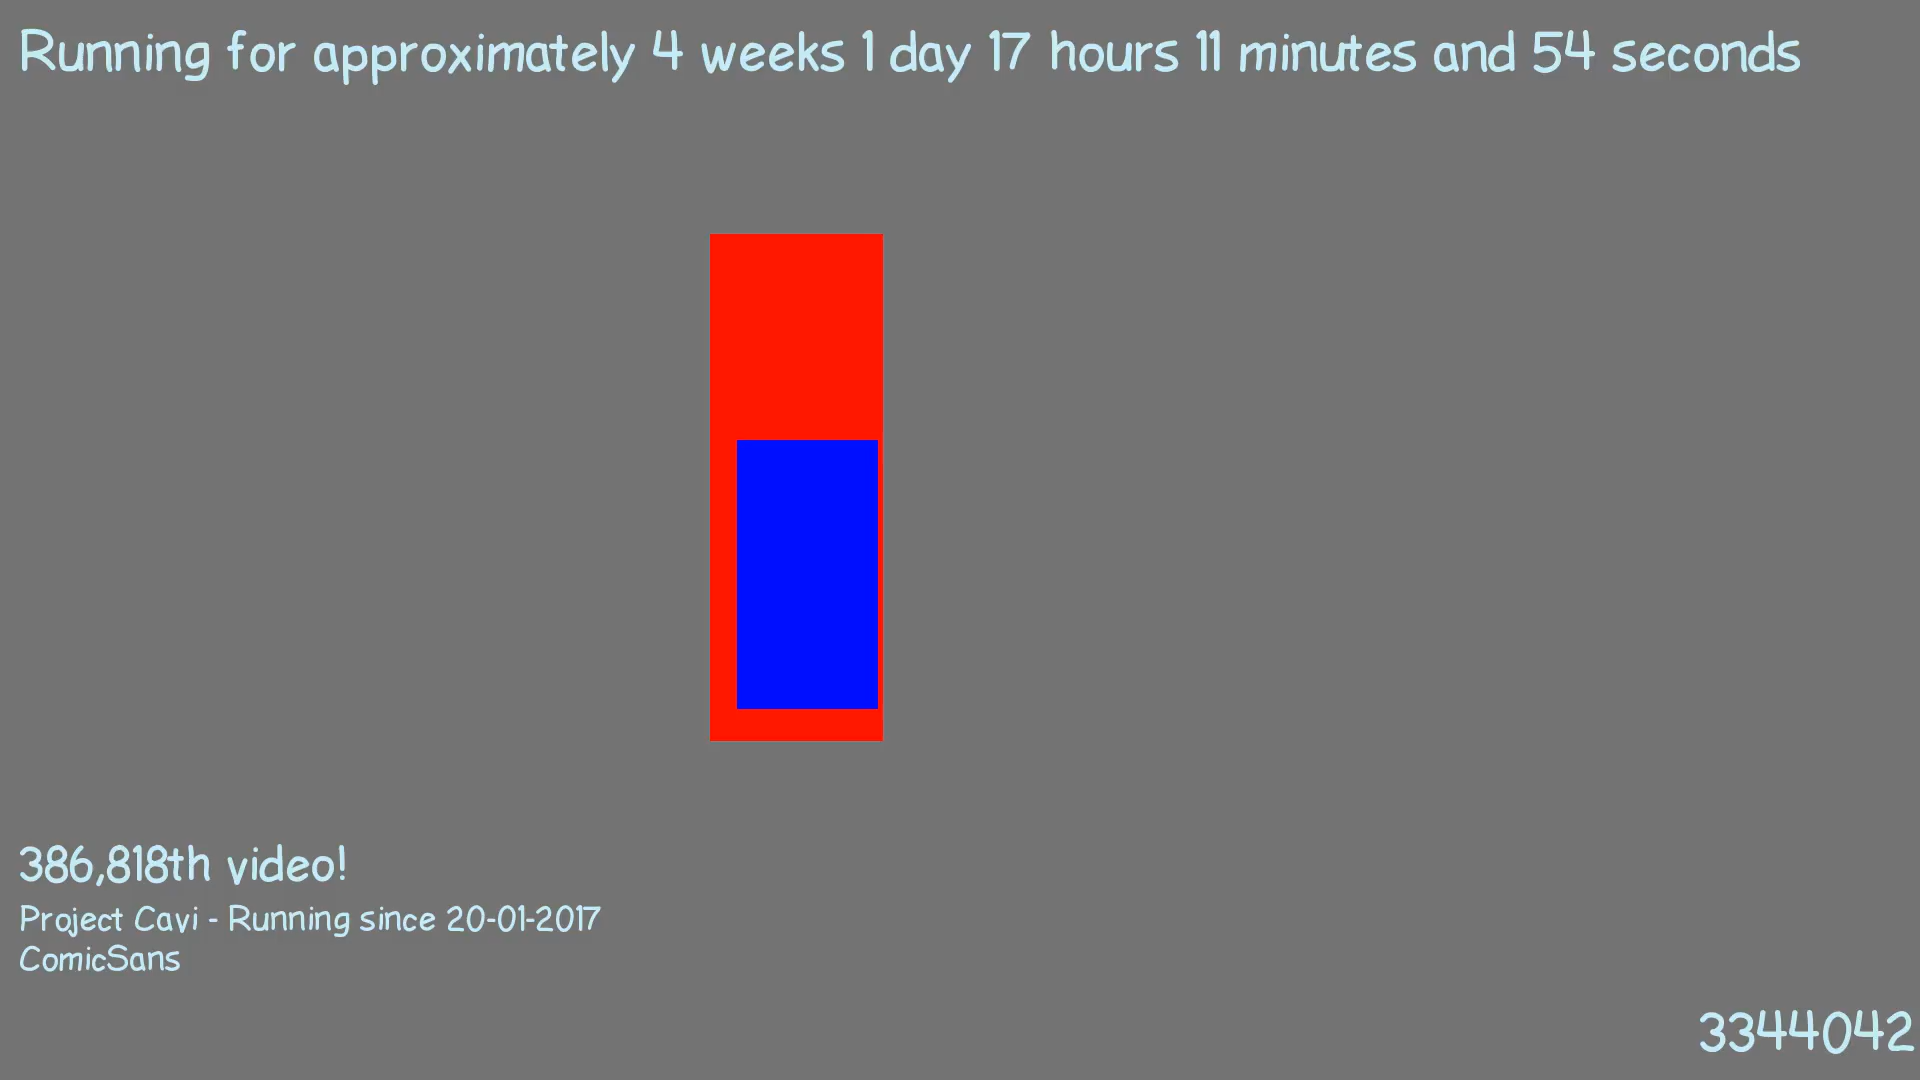 Running for approximately 4 weeks 1 day 17 hours 11 minutes and 54 seconds
386,818th video!
Project Cavi - Running since 20-01-2017
ComicSans
3344042